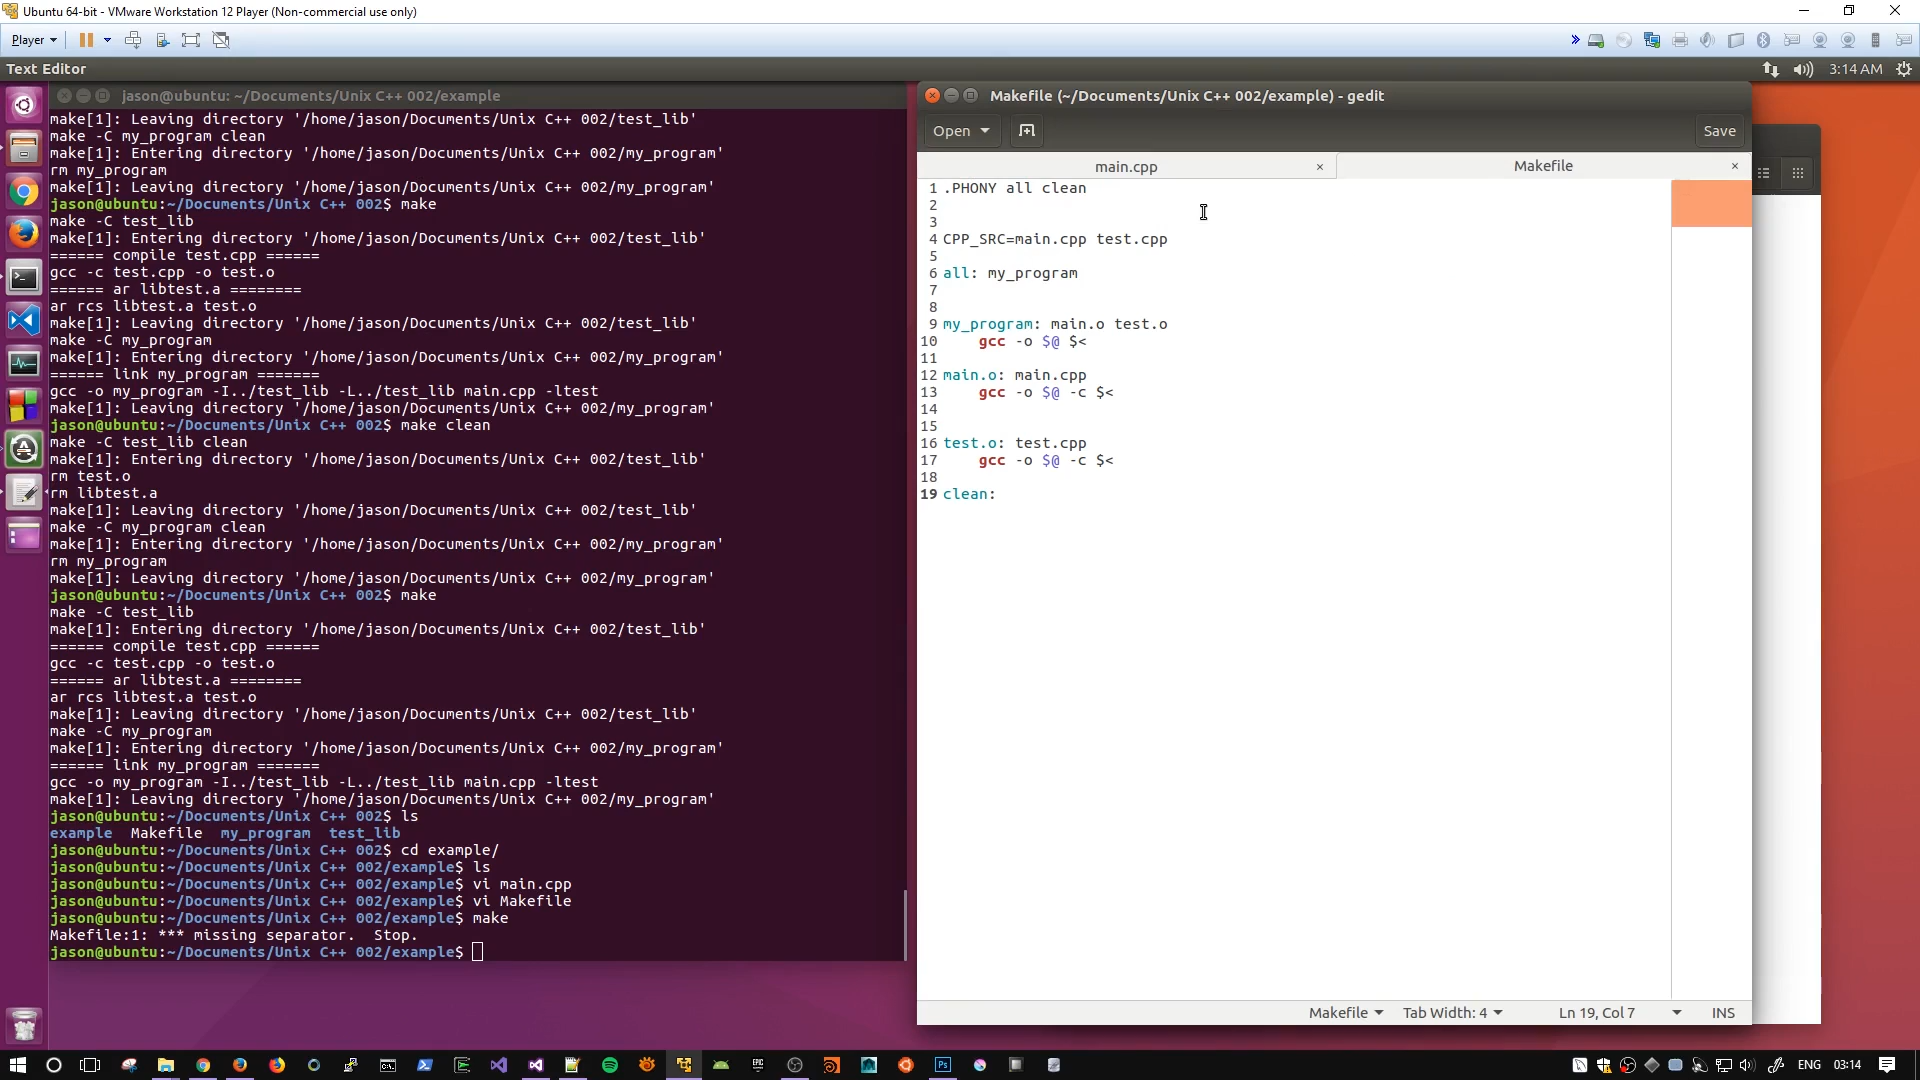 Ubuntu 64-bit - VMware Workstation 12 Player (Non-commercial use only)
Player
Text Editor
3:14 AM
jason@ubuntu: ~/Documents/Unix C++ 002/example
make[1]: Leaving directory '/home/jason/Documents/Unix C++ 002/test_lib'
make -C my_program clean
make[1]: Entering directory '/home/jason/Documents/Unix C++ 002/my_program'
rm my_program
make[1]: Leaving directory '/home/jason/Documents/Unix C++ 002/my_program'
jason@ubuntu:~/Documents/Unix C++ 002$ make
make -C test_lib
make[1]: Entering directory '/home/jason/Documents/Unix C++ 002/test_lib'
====== compile test.cpp ======
gcc -c test.cpp -o test.o
====== ar libtest.a ========
ar rcs libtest.a test.o
make[1]: Leaving directory '/home/jason/Documents/Unix C++ 002/test_lib'
make -C my_program
make[1]: Entering directory '/home/jason/Documents/Unix C++ 002/my_program'
====== link my_program =======
gcc -o my_program -I../test_lib -L../test_lib main.cpp -ltest
make[1]: Leaving directory '/home/jason/Documents/Unix C++ 002/my_program'
jason@ubuntu:~/Documents/Unix C++ 002$ make clean
make -C test_lib clean
make[1]: Entering directory '/home/jason/Documents/Unix C++ 002/test_lib'
rm test.o
rm libtest.a
make[1]: Leaving directory '/home/jason/Documents/Unix C++ 002/test_lib'
make -C my_program clean
make[1]: Entering directory '/home/jason/Documents/Unix C++ 002/my_program'
rm my_program
make[1]: Leaving directory '/home/jason/Documents/Unix C++ 002/my_program'
jason@ubuntu:~/Documents/Unix C++ 002$ make
make -C test_lib
make[1]: Entering directory '/home/jason/Documents/Unix C++ 002/test_lib'
====== compile test.cpp ======
gcc -c test.cpp -o test.o
====== ar libtest.a ========
ar rcs libtest.a test.o
make[1]: Leaving directory '/home/jason/Documents/Unix C++ 002/test_lib'
make -C my_program
make[1]: Entering directory '/home/jason/Documents/Unix C++ 002/my_program'
====== link my_program =======
gcc -o my_program -I../test_lib -L../test_lib main.cpp -ltest
make[1]: Leaving directory '/home/jason/Documents/Unix C++ 002/my_program'
jason@ubuntu:~/Documents/Unix C++ 002$ ls
example  Makefile  my_program  test_lib
jason@ubuntu:~/Documents/Unix C++ 002$ cd example/
jason@ubuntu:~/Documents/Unix C++ 002/example$ ls
jason@ubuntu:~/Documents/Unix C++ 002/example$ vi main.cpp
jason@ubuntu:~/Documents/Unix C++ 002/example$ vi Makefile
jason@ubuntu:~/Documents/Unix C++ 002/example$ make
Makefile:1: *** missing separator.  Stop.
jason@ubuntu:~/Documents/Unix C++ 002/example$
Makefile (~/Documents/Unix C++ 002/example) - gedit
Open
Save
main.cpp
Makefile
1 .PHONY all clean
2
3
4 CPP_SRC=main.cpp test.cpp
5
6 all: my_program
7
8
9 my_program: main.o test.o
10     gcc -o $@ $<
11
12 main.o: main.cpp
13     gcc -o $@ -c $<
14
15
16 test.o: test.cpp
17     gcc -o $@ -c $<
18
19 clean:
Makefile
Tab Width: 4
Ln 19, Col 7
INS
EPIC
Ps
ENG
03:14